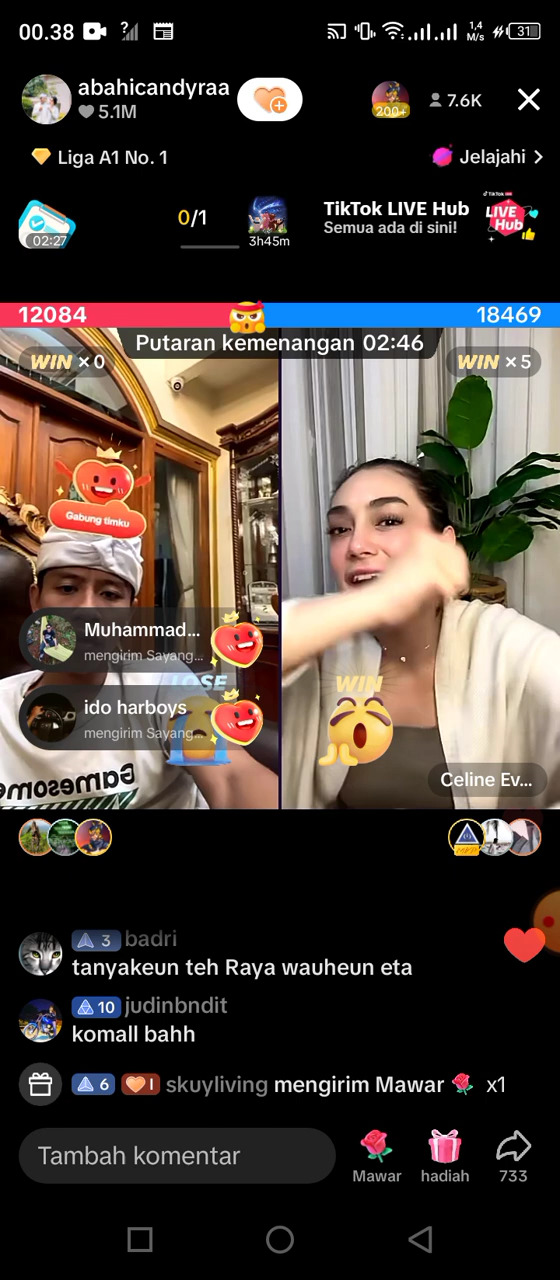 00.38
?
1,4
M/s
31
abahicandyraa
5.1M
200+
7.6K
Liga A1 No. 1
Jelajahi
02:27
0/1
3h45m
TikTok LIVE Hub
Semua ada di sini!
TikTok
LIVE
Hub
12084
18469
Putaran kemenangan 02:46
WIN × 0
WIN × 5
Gabung timku
Muhammad...
mengirim Sayang...
ido harboys
mengirim Sayang...
LOSE
WIN
Gamesome
Celine Ev...
3 badri
tanyakeun teh Raya wauheun eta
10 judinbndit
komall bahh
6 I skuyliving mengirim Mawar x1
Tambah komentar
Mawar
hadiah
733